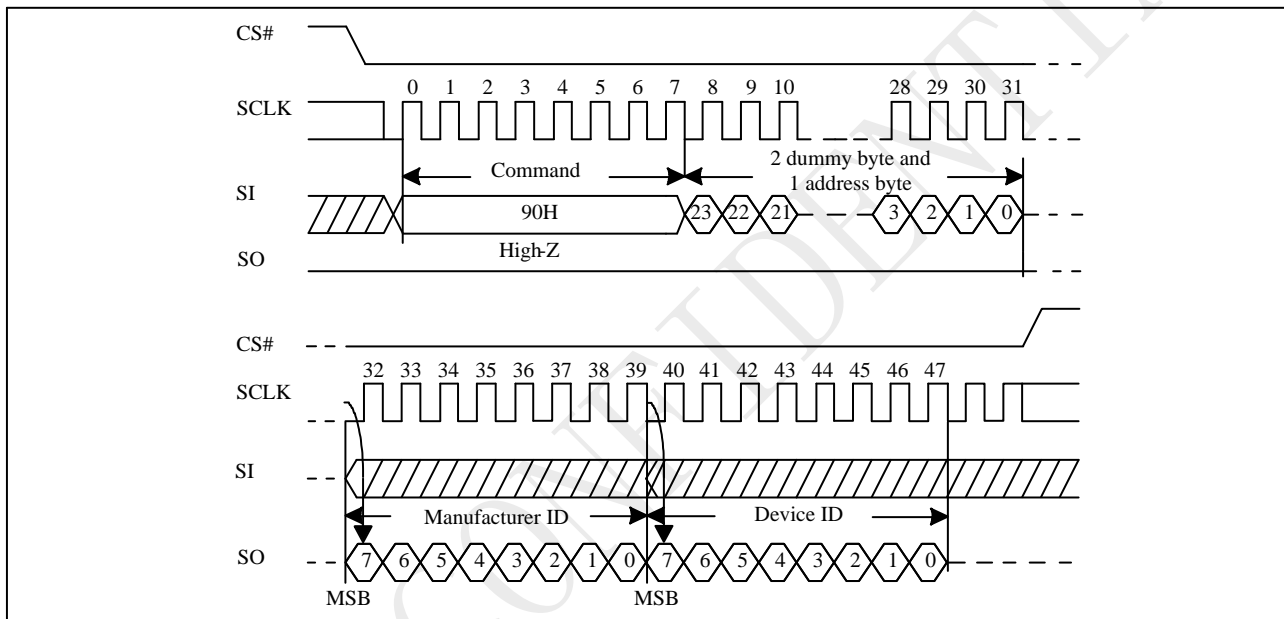 CS#
0 1 2 3 4 5 6 7 8 9 10 28 29 30 31
SCLK
Command
2 dummy byte and
1 address byte
SI
90H
23 22 21 3 2 1 0
High-Z
SO
CS#
32 33 34 35 36 37 38 39 40 41 42 43 44 45 46 47
SCLK
SI
Manufacturer ID
Device ID
SO
7 6 5 4 3 2 1 0 7 6 5 4 3 2 1 0
MSB
MSB